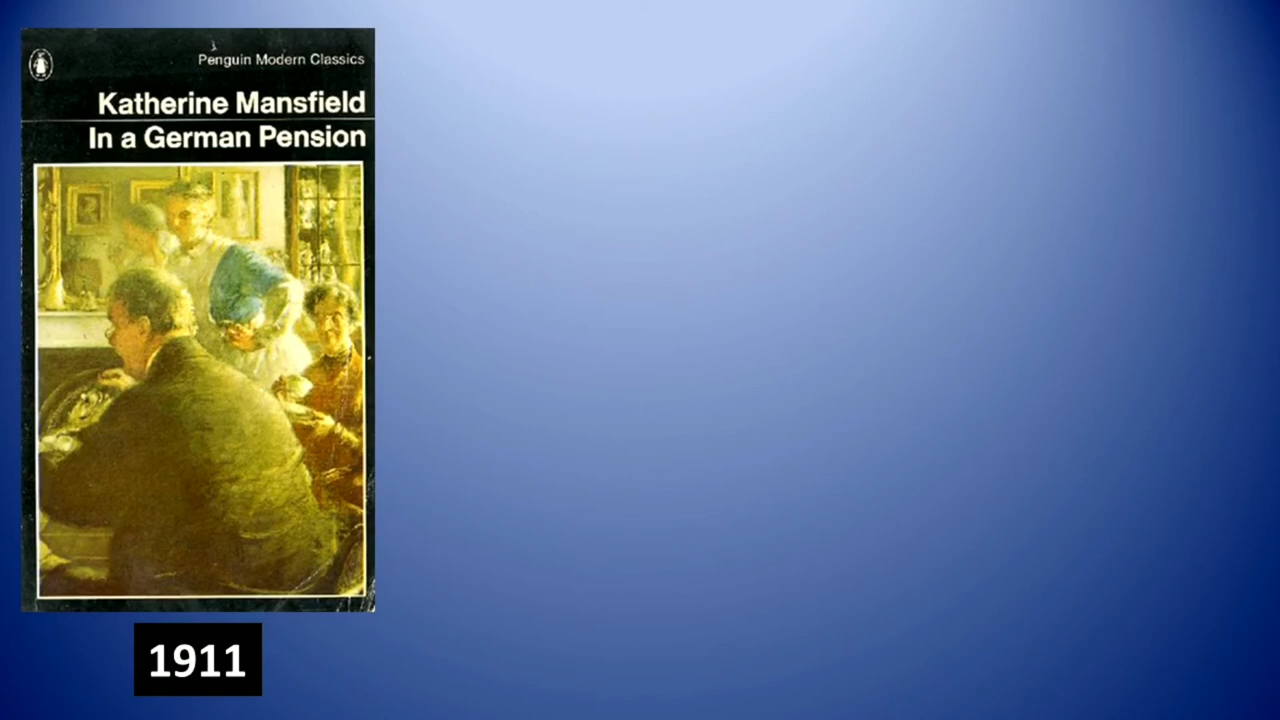 Penguin Modern Classics
Katherine Mansfield
In a German Pension
1911